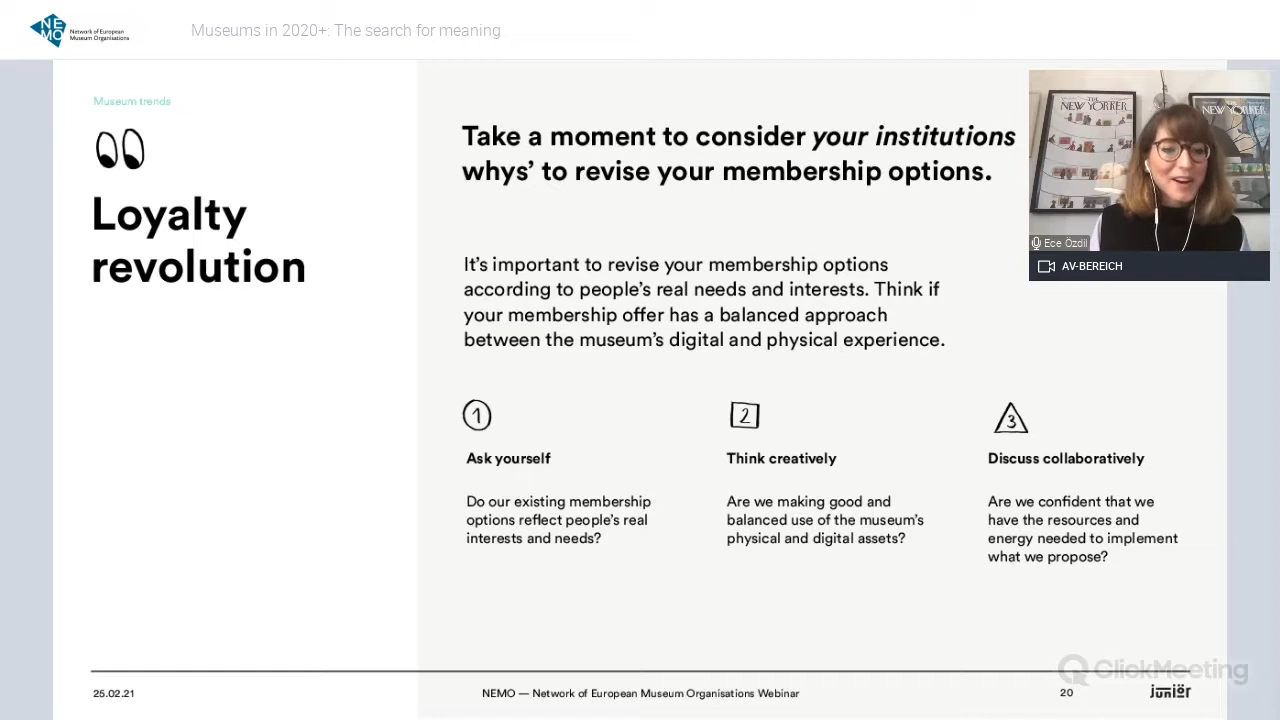 NE
MO
Network of European
Museum Organisations
Museums in 2020+: The search for meaning
Museum trends
Loyalty
revolution
Take a moment to consider your institutions
whys’ to revise your membership options.
It’s important to revise your membership options
according to people’s real needs and interests. Think if
your membership offer has a balanced approach
between the museum’s digital and physical experience.
1
Ask yourself
Do our existing membership
options reflect people’s real
interests and needs?
2
Think creatively
Are we making good and
balanced use of the museum’s
physical and digital assets?
3
Discuss collaboratively
Are we confident that we
have the resources and
energy needed to implement
what we propose?
THE
NEW YORKER
NEW YORKER
Ece Özdil
AV-BEREICH
ClickMeeting
25.02.21
NEMO — Network of European Museum Organisations Webinar
20
juniör